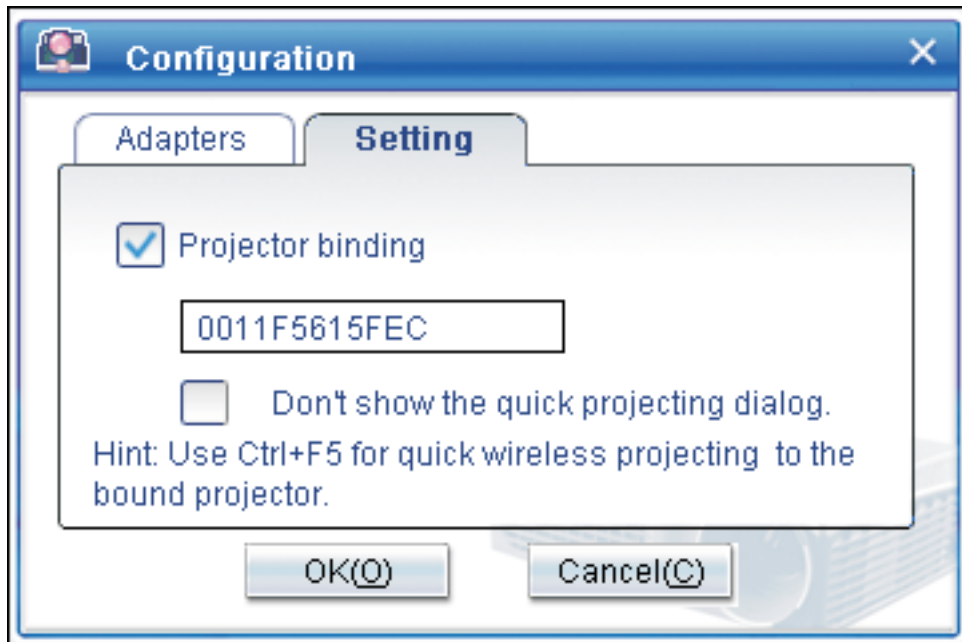 Configuration
Adapters
Setting
Projector binding
0011F5615FEC
Don't show the quick projecting dialog.
Hint: Use Ctrl+F5 for quick wireless projecting to the
bound projector.
OK(O)
Cancel(C)